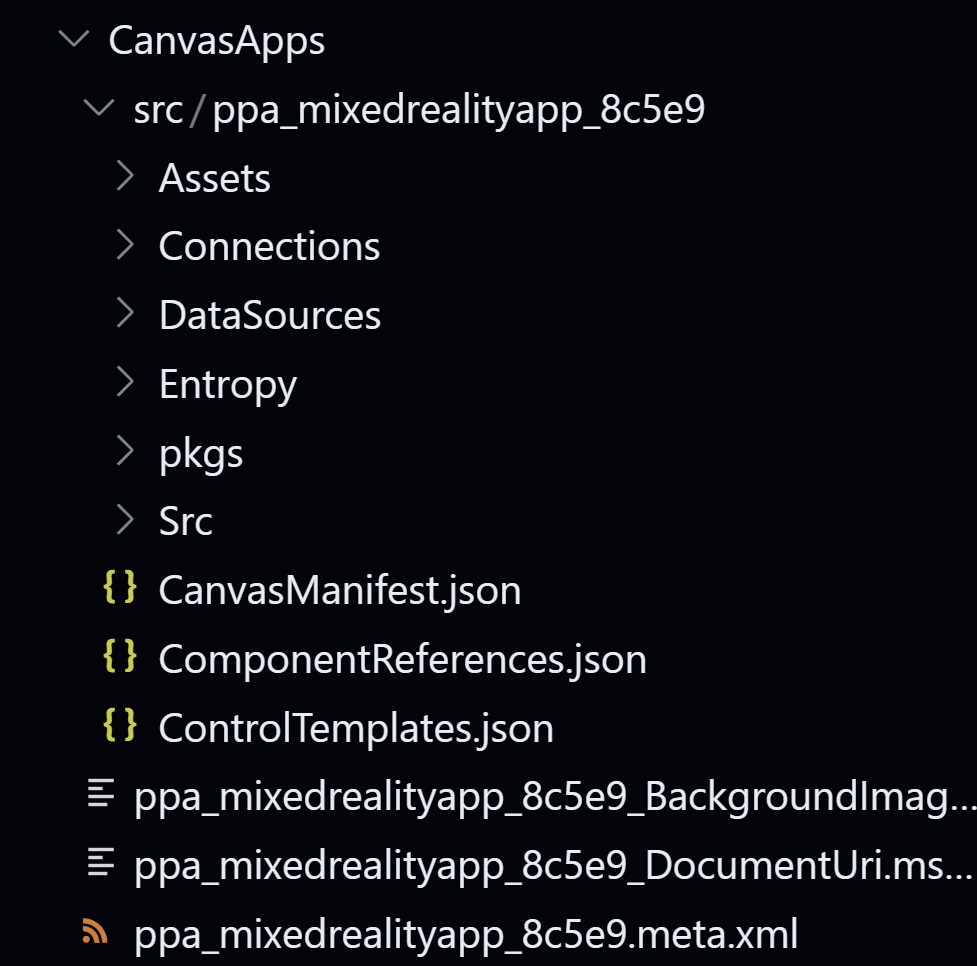 CanvasApps
src / ppa_mixedrealityapp_8c5e9
Assets
Connections
DataSources
Entropy
pkgs
Src
{} CanvasManifest.json
{} ComponentReferences.json
{} ControlTemplates.json
ppa_mixedrealityapp_8c5e9_BackgroundImag...
ppa_mixedrealityapp_8c5e9_DocumentUri.ms...
ppa_mixedrealityapp_8c5e9.meta.xml